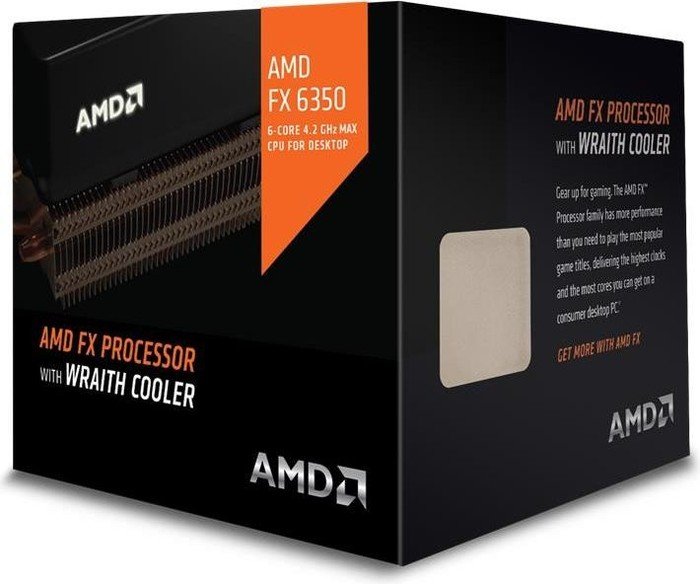 AMD
AMD
FX 6350
6-CORE 4.2 GHz MAX
CPU FOR DESKTOP
AMD FX PROCESSOR
WITH WRAITH COOLER
AMD
AMD FX PROCESSOR
WITH WRAITH COOLER
Gear up for gaming. The AMD FX™
Processor family has more performance
than you need to play the most popular
game titles, delivering the highest clocks
and the most cores you can get on a
consumer desktop PC.*
GET MORE WITH AMD FX
AMD